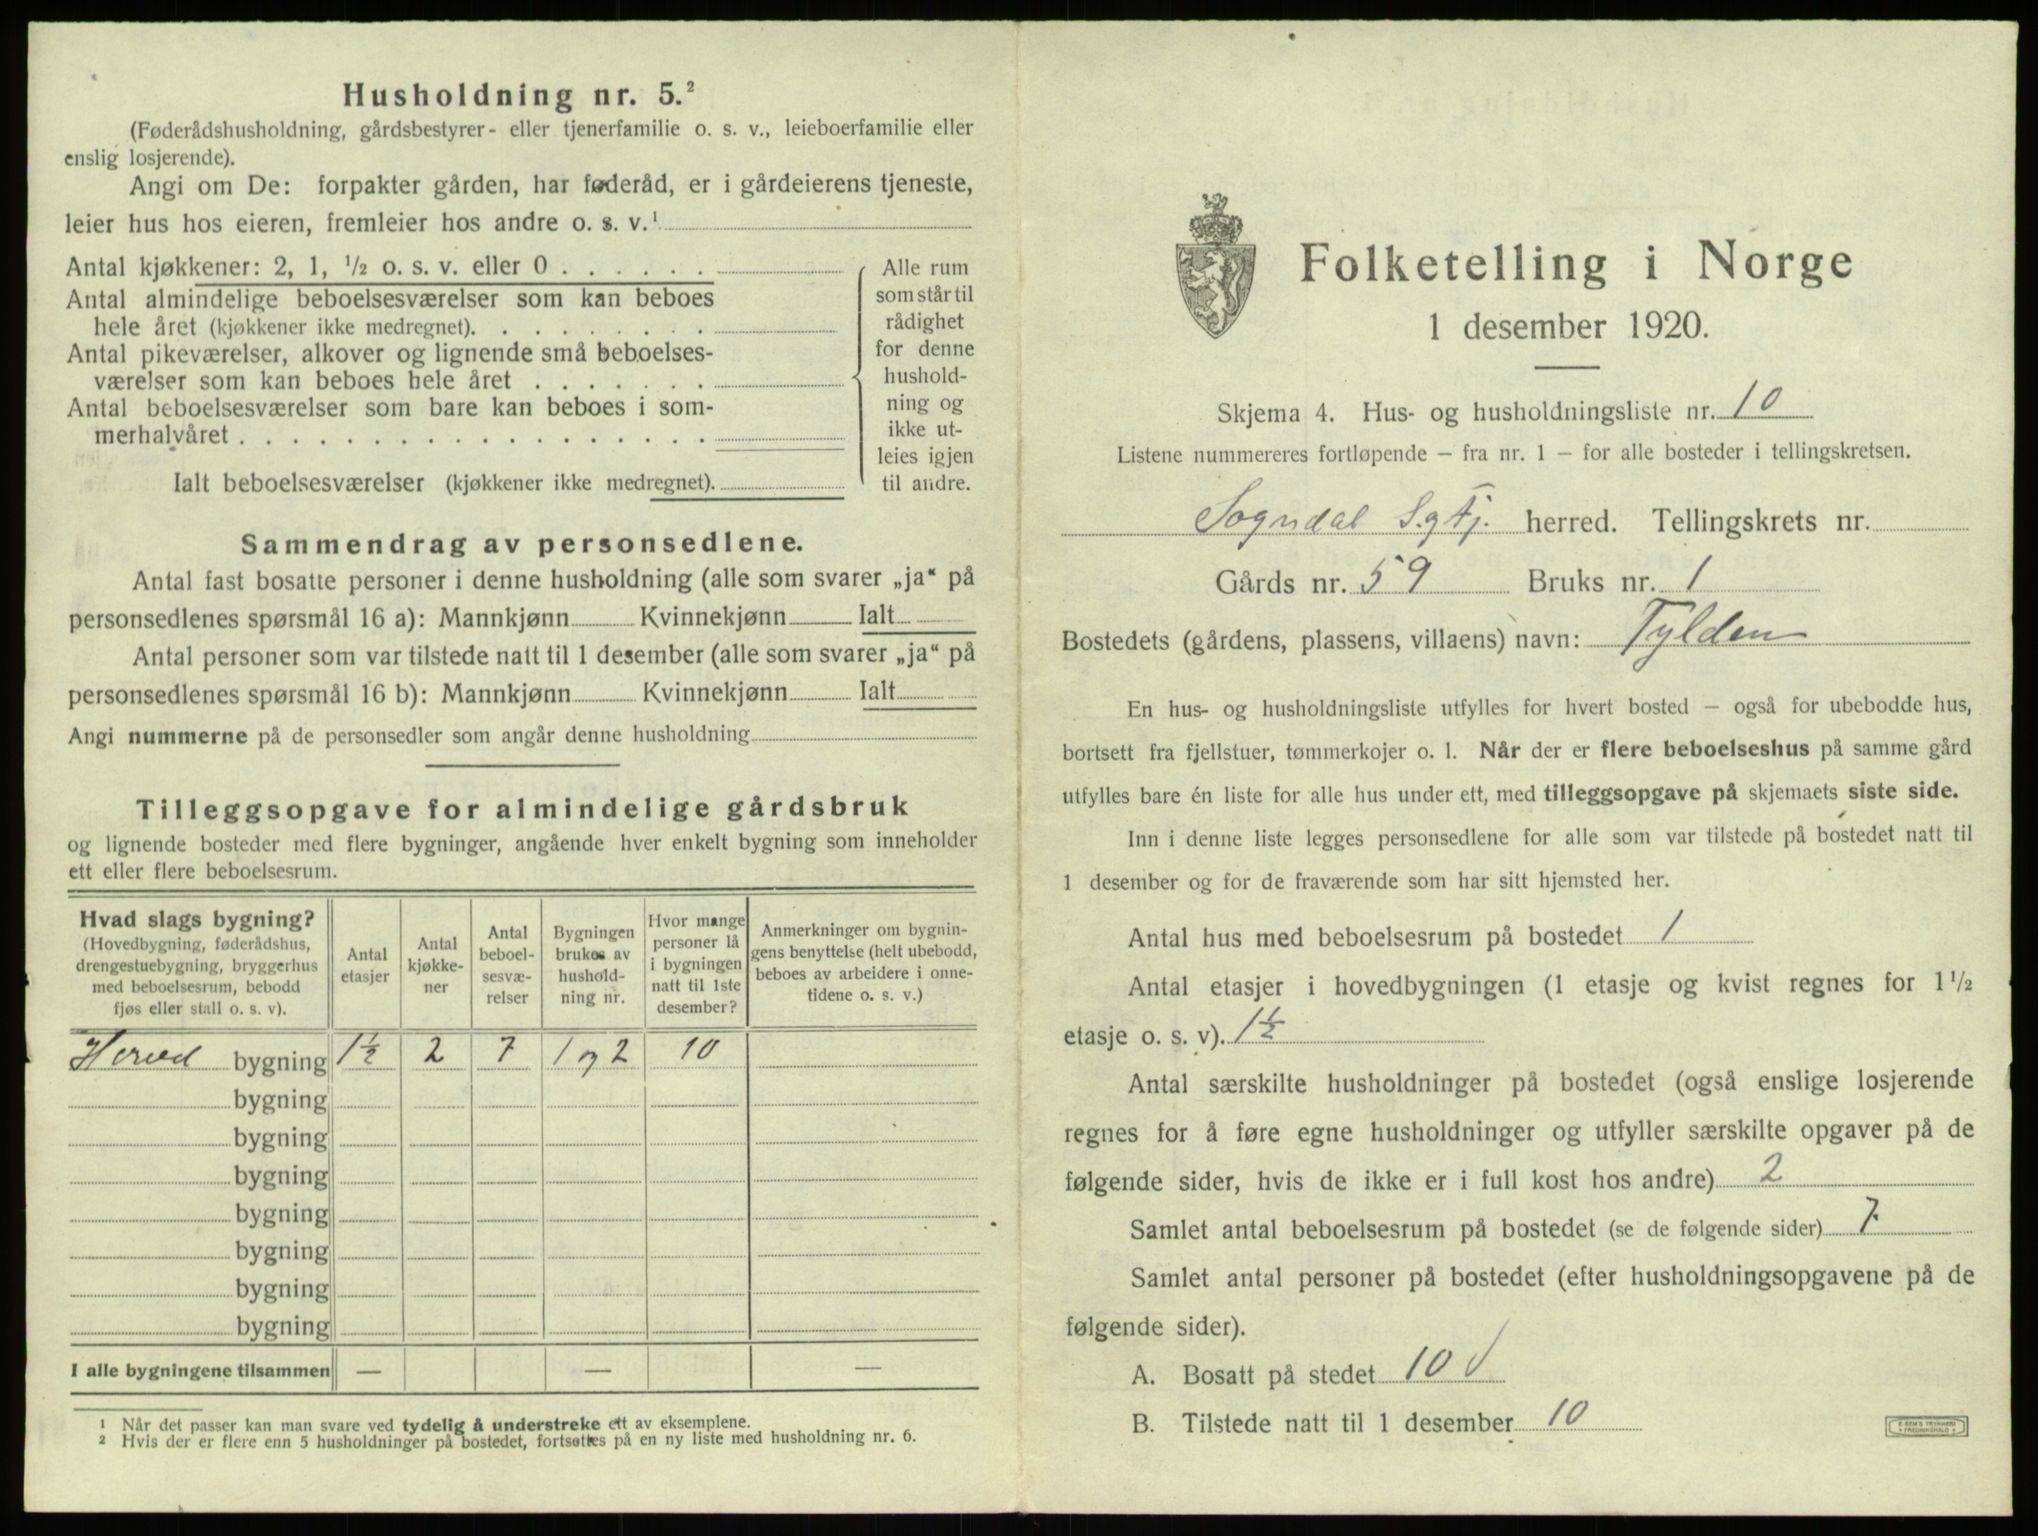 Husholdning nr. 5.²
(Føderådshusholdning, gårdsbestyrer- eller tjenerfamilie o. s. v., leieboerfamilie eller
enslig losjerende).
Angi om De: forpakter gården, har føderåd, er i gårdeierens tjeneste,
leier hus hos eieren, fremleier hos andre o. s. v.¹
Antal kjøkkener: 2, 1, ½ o. s. v. eller 0 . . . . . .
Antal almindelige beboelsesværelser som kan beboes
hele året (kjøkkener ikke medregnet). . . . . . . . .
Antal pikeværelser, alkover og lignende små beboelses-
værelser som kan beboes hele året . . . . . . .
Antal beboelsesværelser som bare kan beboes i som-
merhalvåret . . . . . . . . . . . . . . . . . .
Ialt beboelsesværelser (kjøkkener ikke medregnet).
Alle rum
som står til
rådighet
for denne
hushold-
ning og
ikke ut-
leies igjen
til andre.
Sammendrag av personsedlene.
Antal fast bosatte personer i denne husholdning (alle som svarer „ja“ på
personsedlenes spørsmål 16 a): Mannkjønn Kvinnekjønn Ialt
Antal personer som var tilstede natt til 1 desember (alle som svarer „ja“ på
personsedlenes spørsmål 16 b): Mannkjønn Kvinnekjønn Ialt
Angi nummerne på de personsedler som angår denne husholdning
Tilleggsopgave for almindelige gårdsbruk
og lignende bosteder med flere bygninger, angående hver enkelt bygning som inneholder
ett eller flere beboelsesrum.
Hvad slags bygning?
(Hovedbygning, føderådshus,
drengestuebygning, bryggerhus
med beboelsesrum, bebodd
fjøs eller stall o. s. v).
Antal
etasjer
Antal
kjøkke-
ner
Antal
beboel-
sesvæ-
relser
Bygningen
brukes av
hushold-
ning nr.
Hvor mange
personer lå
i bygningen
natt til 1ste
desember?
Anmerkninger om bygnin-
gens benyttelse (helt ubebodd,
beboes av arbeidere i onne-
tidene o. s. v.)
Hoved bygning 1½ 2 7 1 og 2 10
bygning
bygning
bygning
bygning
bygning
bygning
bygning
I alle bygningene tilsammen — — —
¹ Når det passer kan man svare ved tydelig å understreke ett av eksemplene.
² Hvis der er flere enn 5 husholdninger på bostedet, fortsettes på en ny liste med husholdning nr. 6.
Folketelling i Norge
1 desember 1920.
Skjema 4. Hus- og husholdningsliste nr. 10
Listene nummereres fortløpende – fra nr. 1 – for alle bosteder i tellingskretsen.
Sogndal S.gFj. herred. Tellingskrets nr.
Gårds nr. 59 Bruks nr. 1
Bostedets (gårdens, plassens, villaens) navn: Tylden
En hus- og husholdningsliste utfylles for hvert bosted – også for ubebodde hus,
bortsett fra fjellstuer, tømmerkojer o. l. Når der er flere beboelseshus på samme gård
utfylles bare én liste for alle hus under ett, med tilleggsopgave på skjemaets siste side.
Inn i denne liste legges personsedlene for alle som var tilstede på bostedet natt til
1 desember og for de fraværende som har sitt hjemsted her.
Antal hus med beboelsesrum på bostedet 1
Antal etasjer i hovedbygningen (1 etasje og kvist regnes for 1½
etasje o. s. v). 1½
Antal særskilte husholdninger på bostedet (også enslige losjerende
regnes for å føre egne husholdninger og utfyller særskilte opgaver på de
følgende sider, hvis de ikke er i full kost hos andre) 2
Samlet antal beboelsesrum på bostedet (se de følgende sider) 7.
Samlet antal personer på bostedet (efter husholdningsopgavene på de
følgende sider).
A. Bosatt på stedet 10 √
B. Tilstede natt til 1 desember 10
E. SEM'S TRYKKERI
FREDRIKSHALD